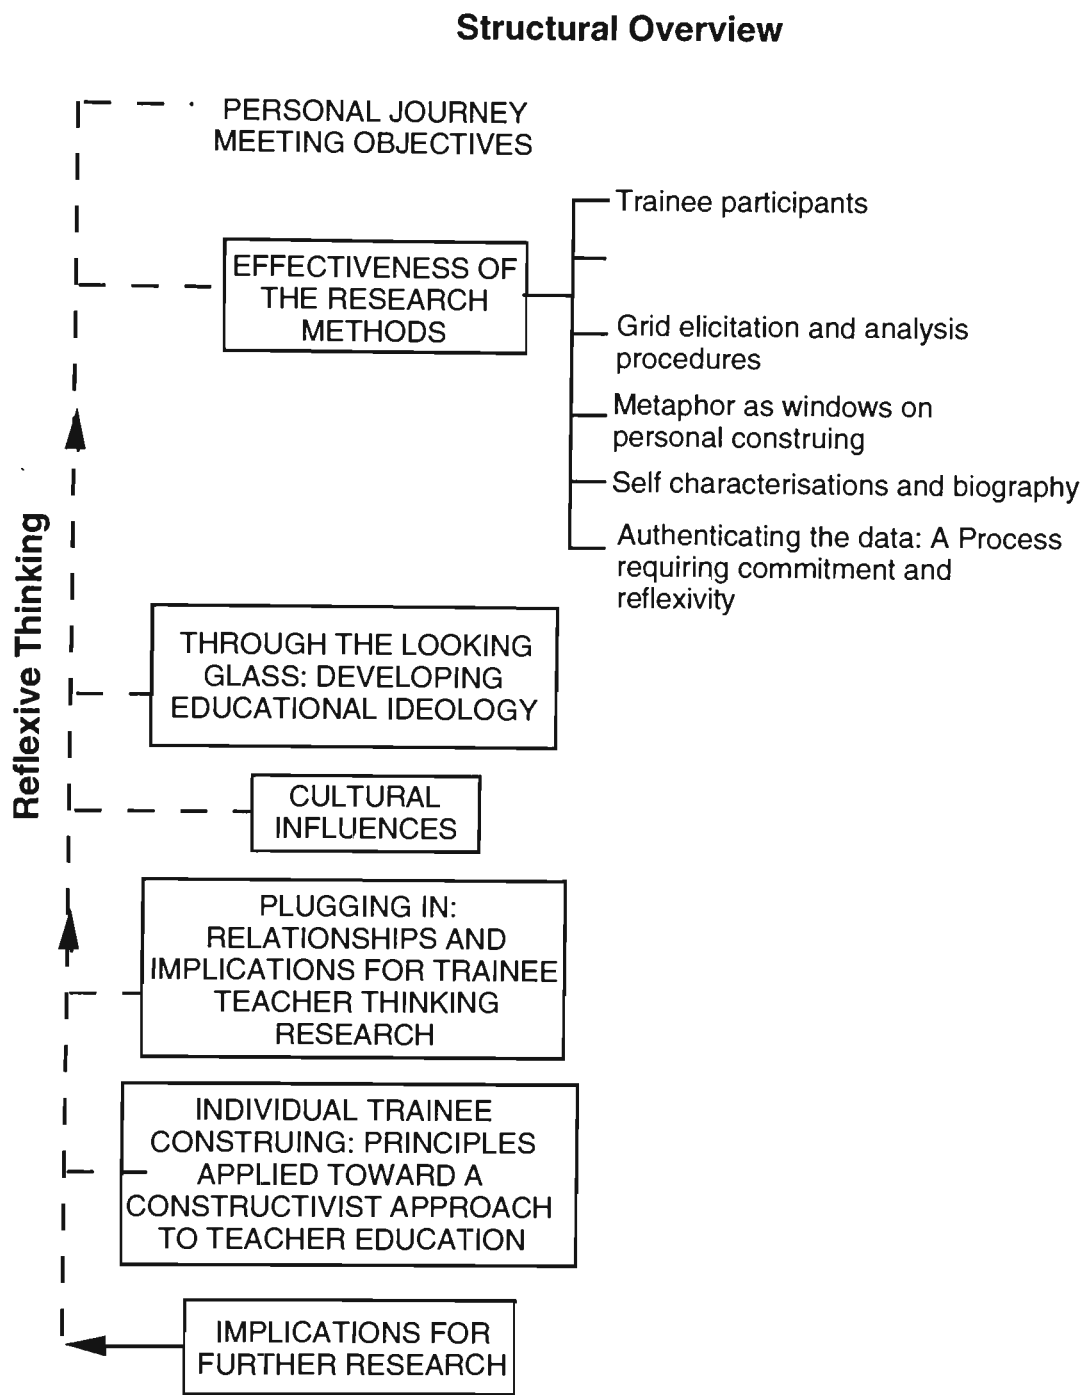 Structural Overview
PERSONAL JOURNEY
MEETING OBJECTIVES
Trainee participants
EFFECTIVENESS OF
THE RESEARCH
METHODS
Grid elicitation and analysis
procedures
Metaphor as windows on
personal construing
Self characterisations and biography
Authenticating the data: A Process
requiring commitment and
reflexivity
Reflexive Thinking
THROUGH THE LOOKING
GLASS: DEVELOPING
EDUCATIONAL IDEOLOGY
CULTURAL
INFLUENCES
PLUGGING IN:
RELATIONSHIPS AND
IMPLICATIONS FOR TRAINEE
TEACHER THINKING
RESEARCH
INDIVIDUAL TRAINEE
CONSTRUING: PRINCIPLES
APPLIED TOWARD A
CONSTRUCTIVIST APPROACH
TO TEACHER EDUCATION
IMPLICATIONS FOR
FURTHER RESEARCH